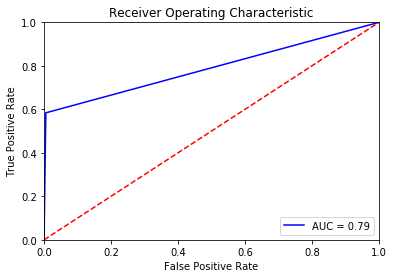 Receiver Operating Characteristic
1.0
0.8
0.6
0.4
0.2
0.0
True Positive Rate
AUC = 0.79
0.0 0.2 0.4 0.6 0.8 1.0
False Positive Rate